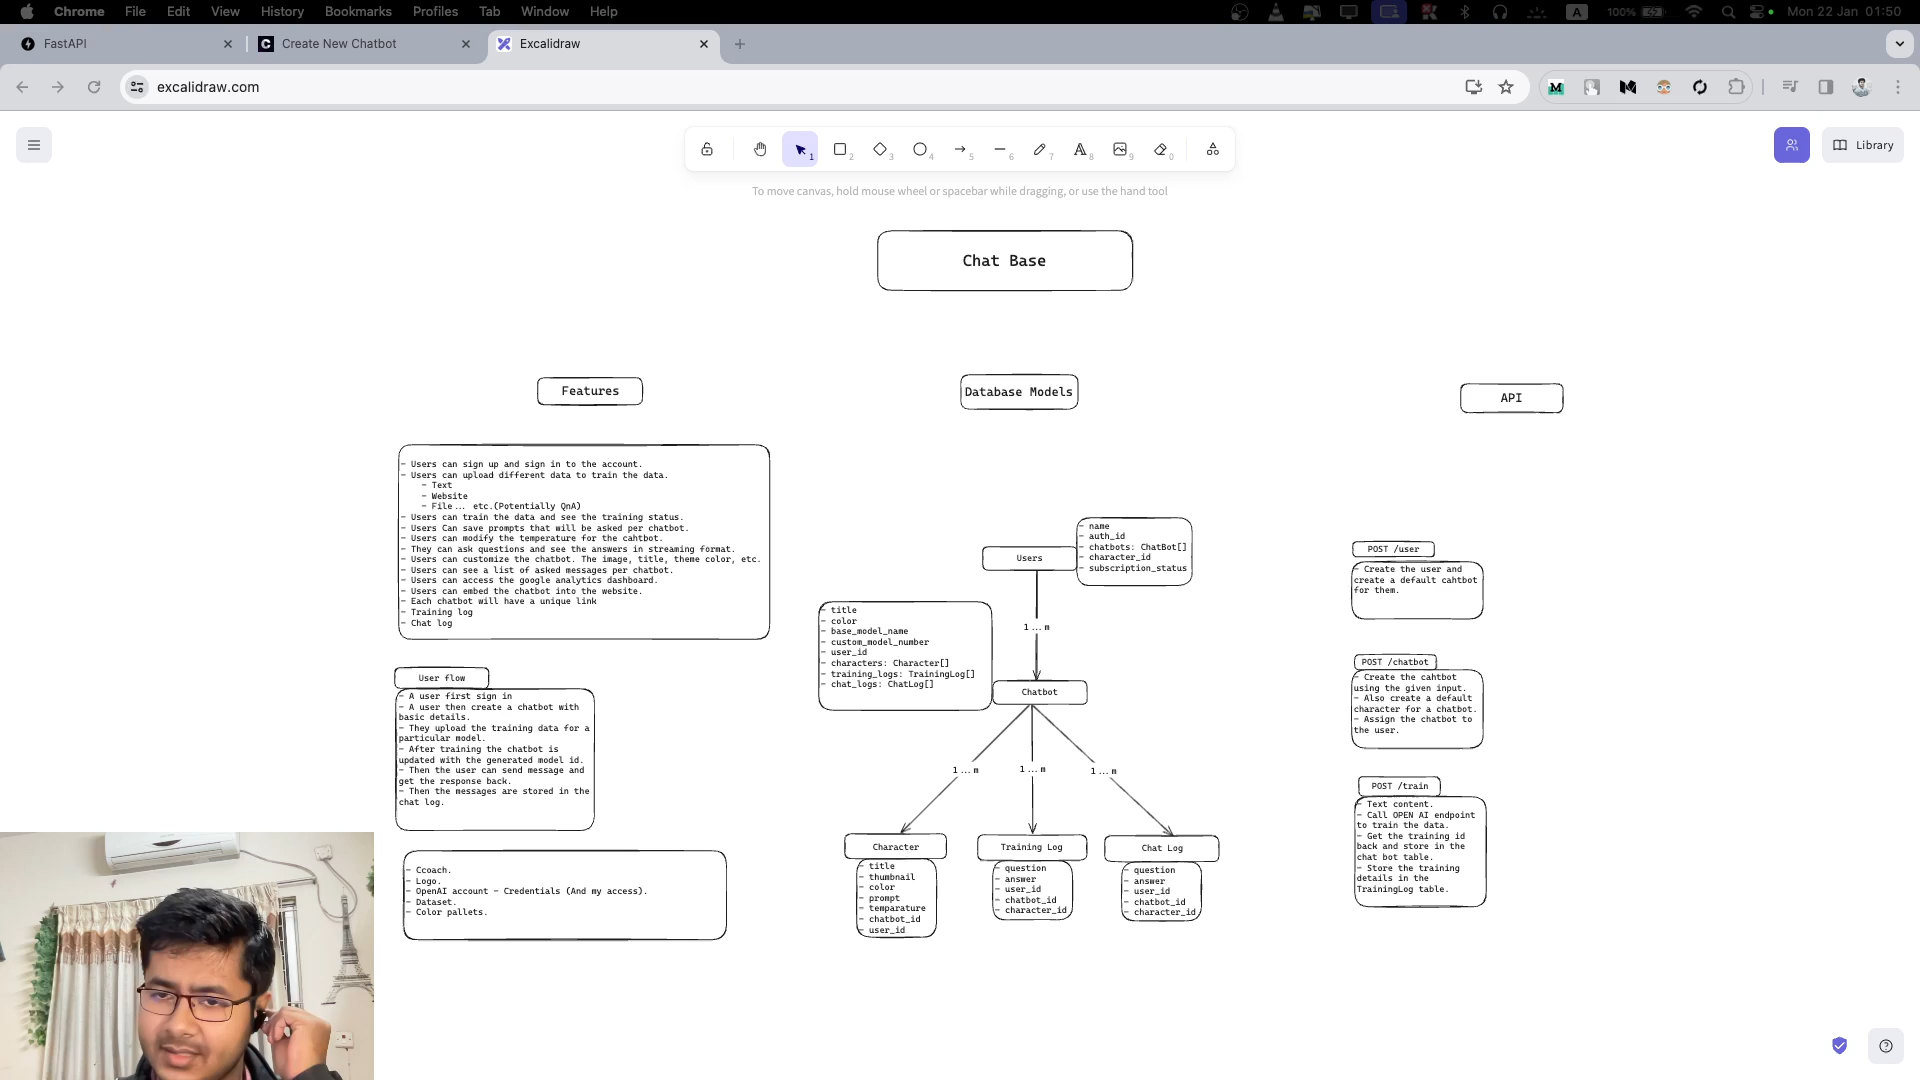 Chrome File Edit View History Bookmarks Profiles Tab Window Help
A 100% Mon 22 Jan 01:50
FastAPI Create New Chatbot Excalidraw
excalidraw.com
1 2 3 4 5 6 7 8 9 0
Library
To move canvas, hold mouse wheel or spacebar while dragging, or use the hand tool
Chat Base
Features
- Users can sign up and sign in to the account.
- Users can upload different data to train the data.
- Text
- Website
- File... etc.(Potentially QnA)
- Users can train the data and see the training status.
- Users Can save prompts that will be asked per chatbot.
- Users can modify the temperature for the cahtbot.
- They can ask questions and see the answers in streaming format.
- Users can customize the chatbot. The image, title, theme color, etc.
- Users can see a list of asked messages per chatbot.
- Users can access the google analytics dashboard.
- Users can embed the chatbot into the website.
- Each chatbot will have a unique link
- Training log
- Chat log
User flow
- A user first sign in
- A user then create a chatbot with
basic details.
- They upload the training data for a
particular model.
- After training the chatbot is
updated with the generated model id.
- Then the user can send message and
get the response back.
- Then the messages are stored in the
chat log.
- Ccoach.
- Logo.
- OpenAI account - Credentials (And my access).
- Dataset.
- Color pallets.
Database Models
Users
- name
- auth_id
- chatbots: ChatBot[]
- character_id
- subscription_status
1...m
- title
- color
- base_model_name
- custom_model_number
- user_id
- characters: Character[]
- training_logs: TrainingLog[]
- chat_logs: ChatLog[]
Chatbot
1...m 1...m 1...m
Character
- title
- thumbnail
- color
- prompt
- temparature
- chatbot_id
- user_id
Training Log
- question
- answer
- user_id
- chatbot_id
- character_id
Chat Log
- question
- answer
- user_id
- chatbot_id
- character_id
API
POST /user
- Create the user and
create a default cahtbot
for them.
POST /chatbot
- Create the cahtbot
using the given input.
- Also create a default
character for a chatbot.
- Assign the chatbot to
the user.
POST /train
- Text content.
- Call OPEN AI endpoint
to train the data.
- Get the training id
back and store in the
chat bot table.
- Store the training
details in the
TrainingLog table.